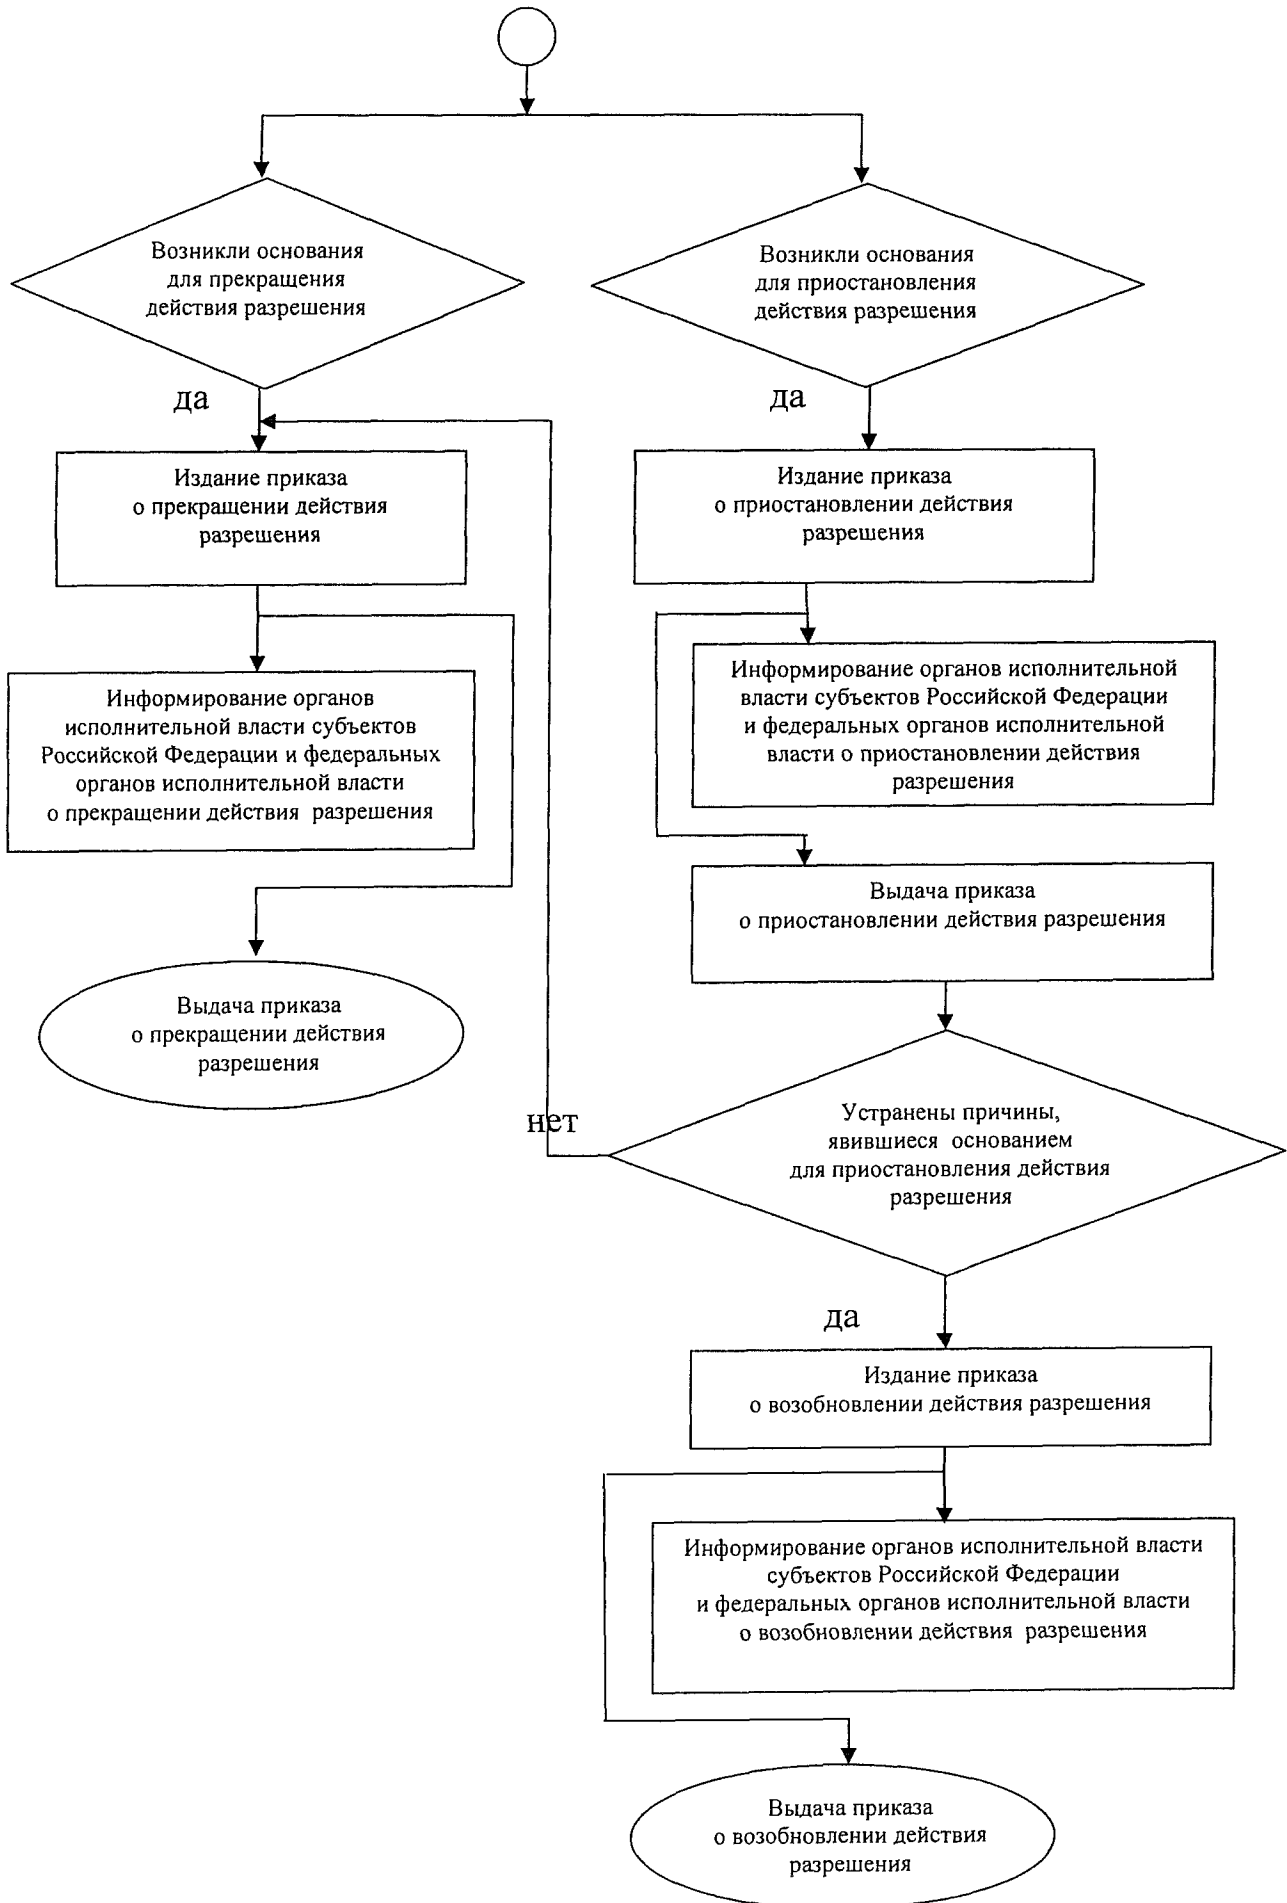 Возникли основания
для прекращения
действия разрешения
Возникли основания
для приостановления
действия разрешения
да
да
Издание приказа
о прекращении действия
разрешения
Издание приказа
о приостановлении действия
разрешения
Информирование органов
исполнительной власти субъектов
Российской Федерации и федеральных
органов исполнительной власти
о прекращении действия разрешения
Информирование органов исполнительной
власти субъектов Российской Федерации
и федеральных органов исполнительной
власти о приостановлении действия
разрешения
Выдача приказа
о приостановлении действия разрешения
Выдача приказа
о прекращении действия
разрешения
нет
Устранены причины,
явившиеся основанием
для приостановления действия
разрешения
да
Издание приказа
о возобновлении действия разрешения
Информирование органов исполнительной власти
субъектов Российской Федерации
и федеральных органов исполнительной власти
о возобновлении действия разрешения
Выдача приказа
о возобновлении действия
разрешения